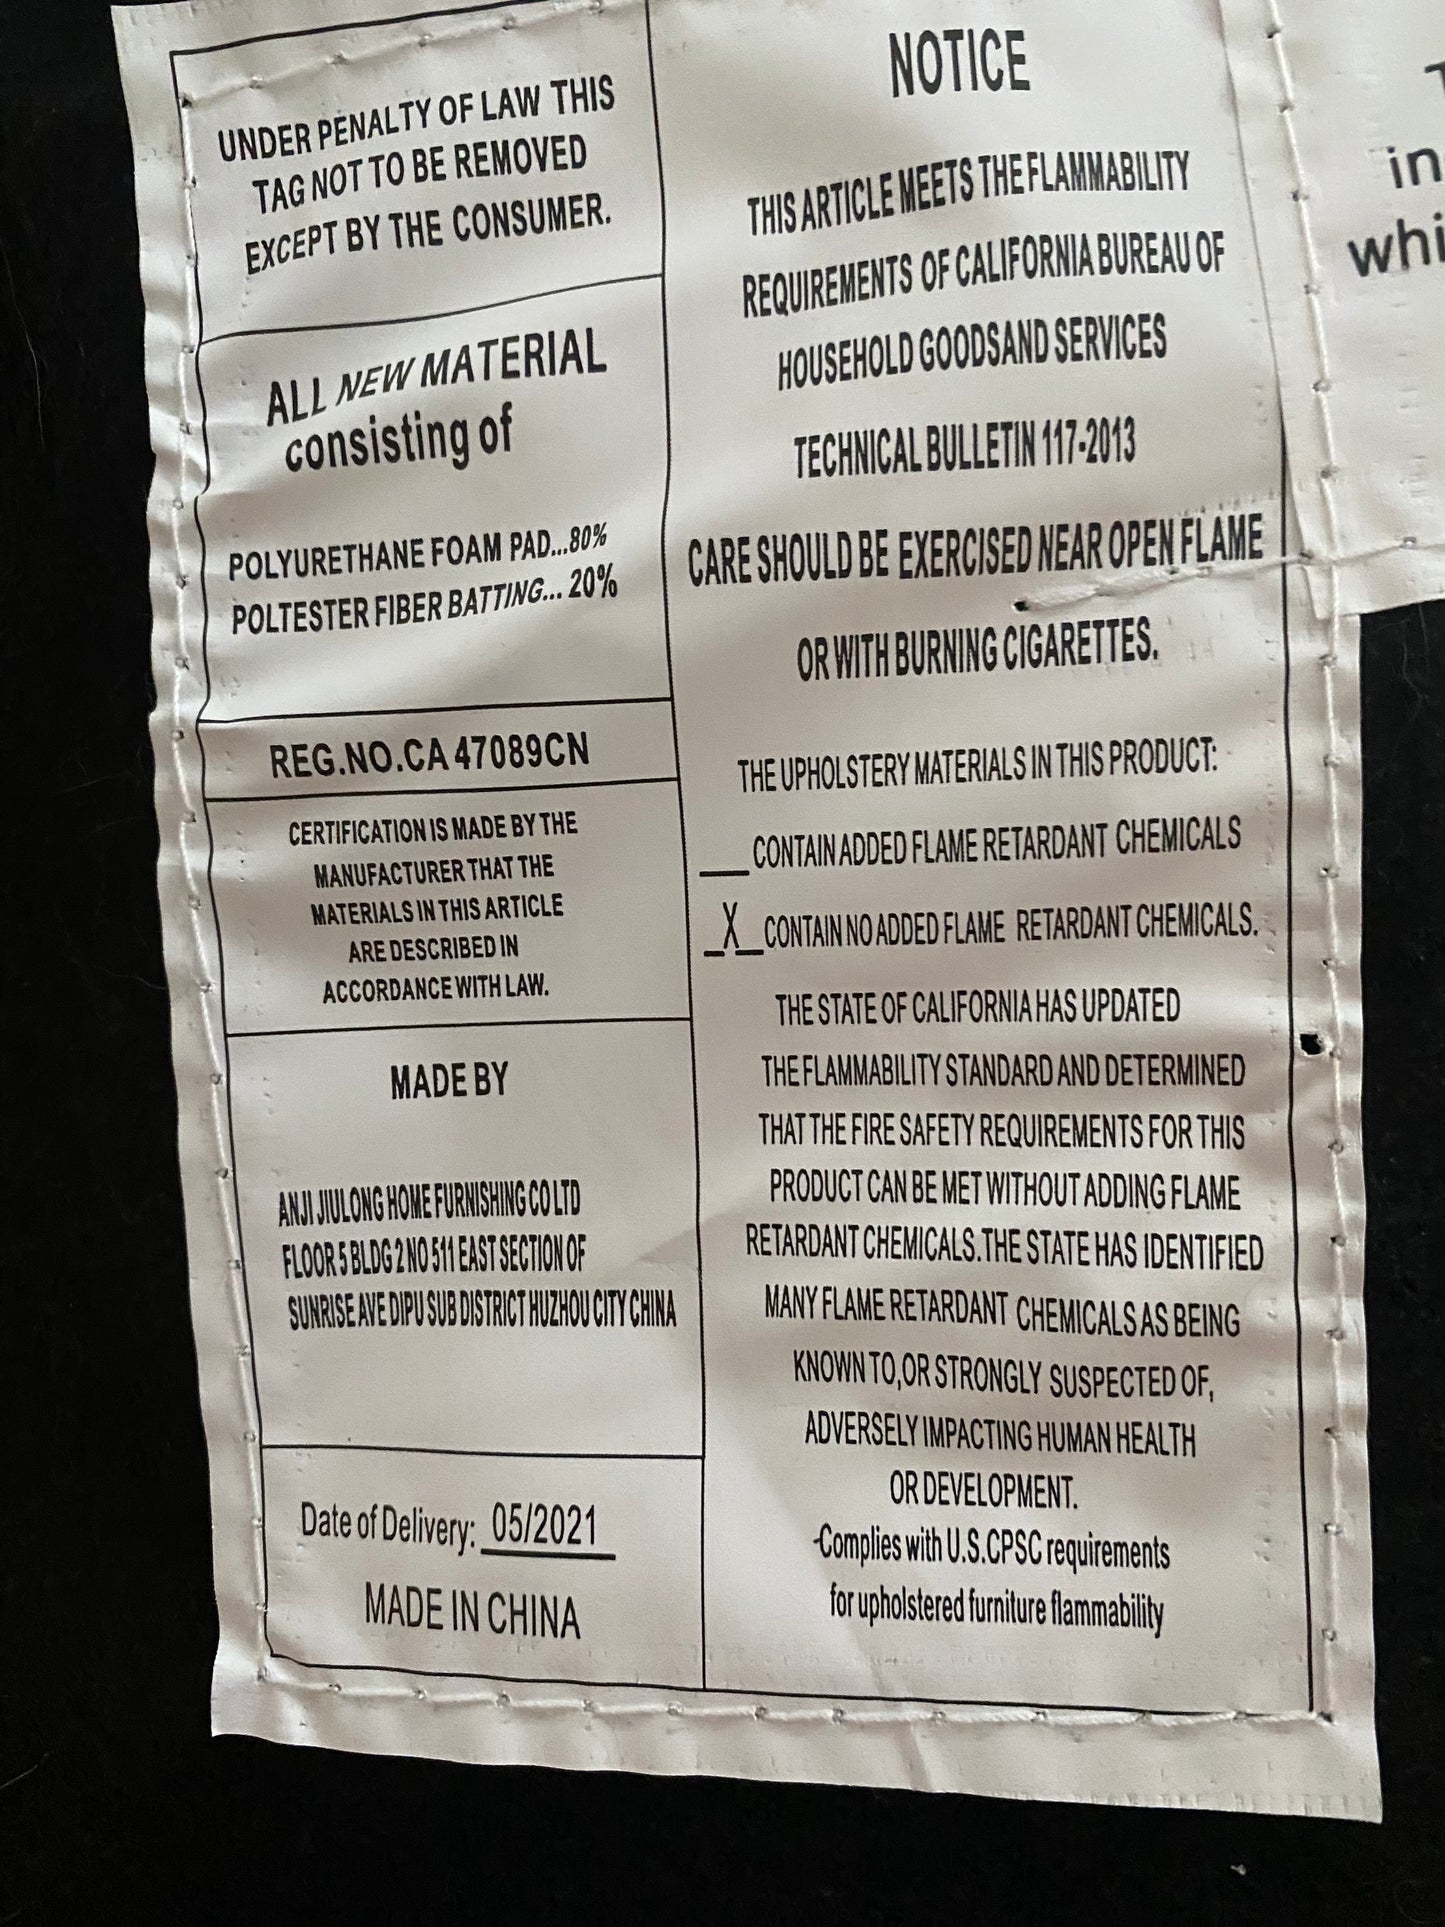 UNDER PENALTY OF LAW THIS
TAG NOT TO BE REMOVED
EXCEPT BY THE CONSUMER.
ALL NEW MATERIAL
consisting of
POLYURETHANE FOAM PAD...80%
POLTESTER FIBER BATTING... 20%
REG.NO.CA 47089CN
CERTIFICATION IS MADE BY THE
MANUFACTURER THAT THE
MATERIALS IN THIS ARTICLE
ARE DESCRIBED IN
ACCORDANCE WITH LAW.
MADE BY
ANJI JIULONG HOME FURNISHING CO LTD
FLOOR 5 BLDG 2 NO 511 EAST SECTION OF
SUNRISE AVE DIPU SUB DISTRICT HUZHOU CITY CHINA
Date of Delivery: 05/2021
MADE IN CHINA
NOTICE
THIS ARTICLE MEETS THE FLAMMABILITY
REQUIREMENTS OF CALIFORNIA BUREAU OF
HOUSEHOLD GOODSAND SERVICES
TECHNICAL BULLETIN 117-2013
CARE SHOULD BE EXERCISED NEAR OPEN FLAME
OR WITH BURNING CIGARETTES.
THE UPHOLSTERY MATERIALS IN THIS PRODUCT:
___CONTAIN ADDED FLAME RETARDANT CHEMICALS
_X_CONTAIN NO ADDED FLAME RETARDANT CHEMICALS.
THE STATE OF CALIFORNIA HAS UPDATED
THE FLAMMABILITY STANDARD AND DETERMINED
THAT THE FIRE SAFETY REQUIREMENTS FOR THIS
PRODUCT CAN BE MET WITHOUT ADDING FLAME
RETARDANT CHEMICALS.THE STATE HAS IDENTIFIED
MANY FLAME RETARDANT CHEMICALS AS BEING
KNOWN TO,OR STRONGLY SUSPECTED OF,
ADVERSELY IMPACTING HUMAN HEALTH
OR DEVELOPMENT.
-Complies with U.S.CPSC requirements
for upholstered furniture flammability
in
whi